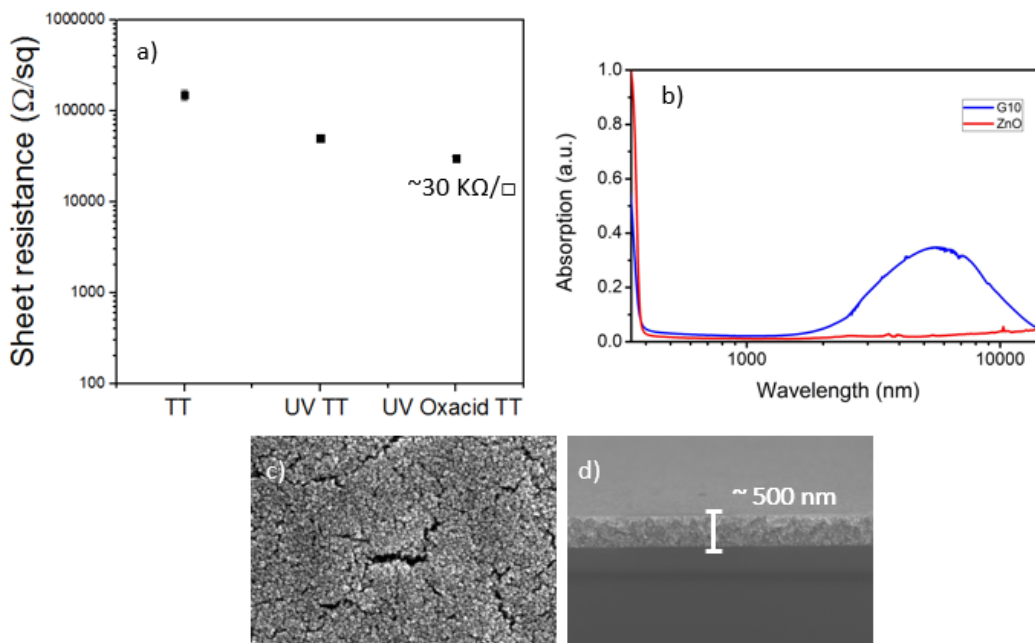 a)
Sheet resistance (Ω/sq)
1000000
100000
10000
1000
100
~30 KΩ/□
TT
UV TT
UV Oxacid TT
b)
G10
ZnO
Absorption (a.u.)
1.0
0.8
0.6
0.4
0.2
0.0
1000
10000
Wavelength (nm)
c)
d)
~ 500 nm